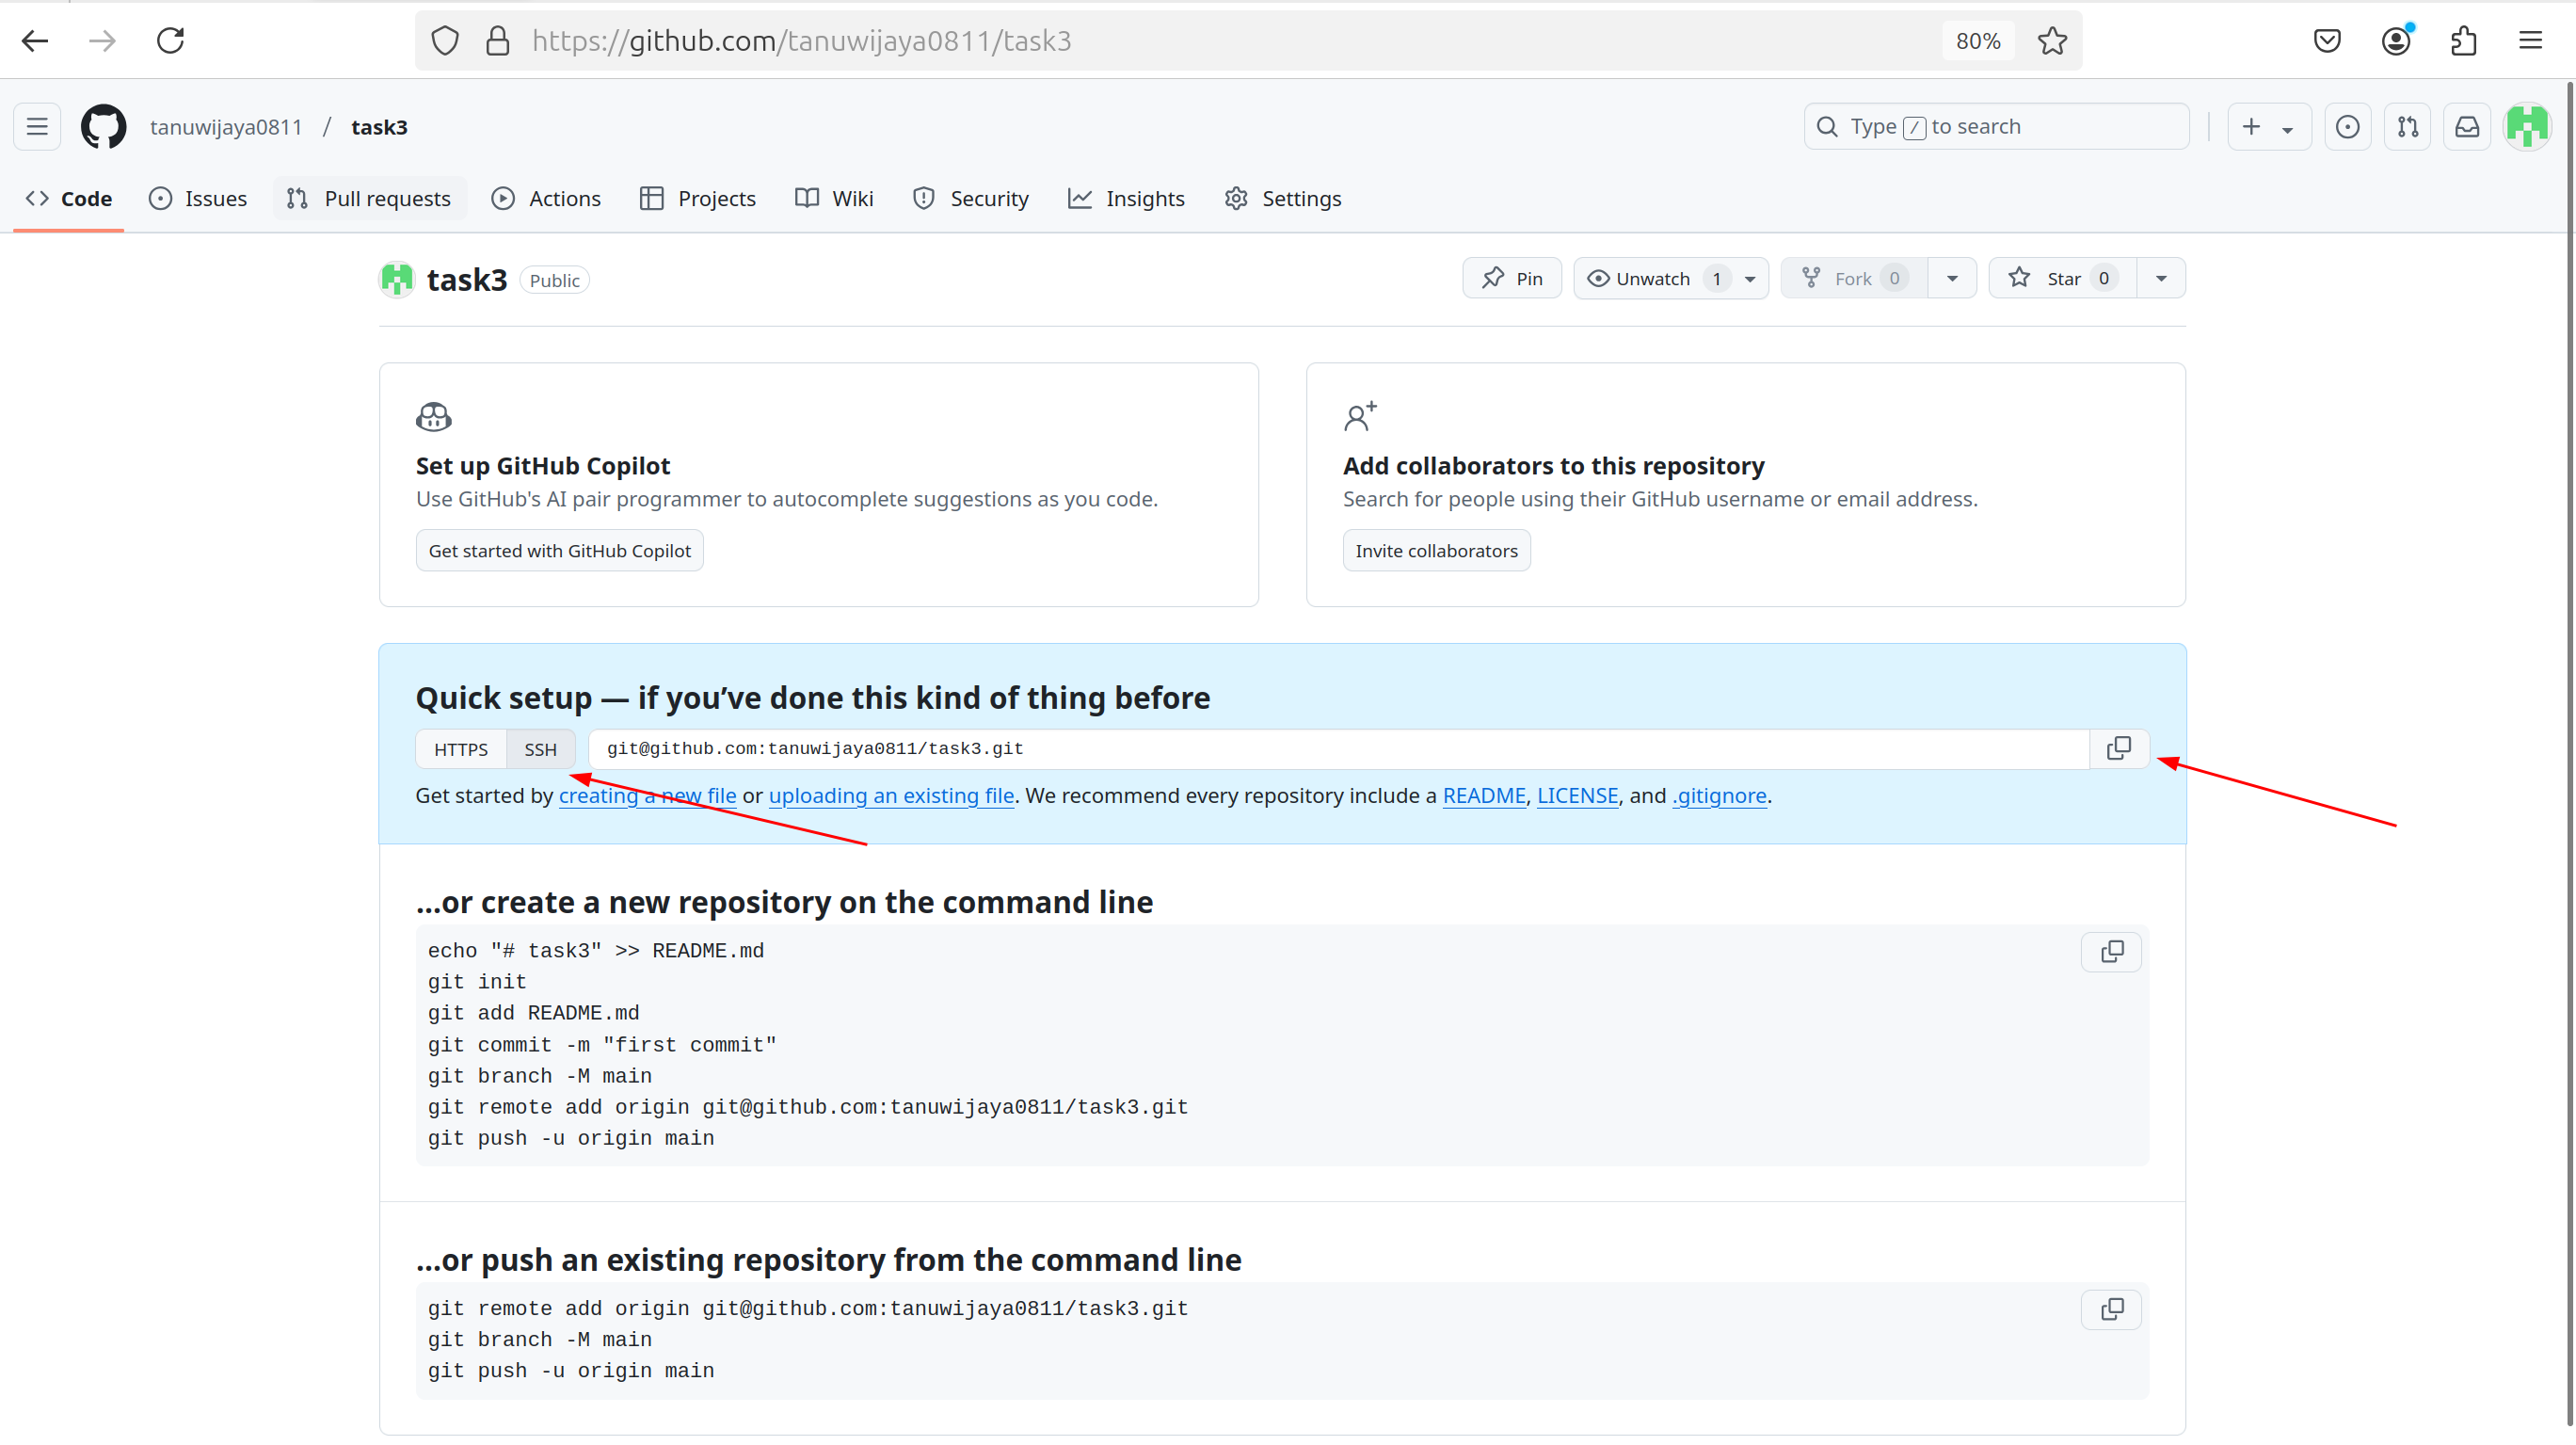 https://github.com/tanuwijaya0811/task3
80%
tanuwijaya0811 / task3
Type / to search
Code Issues Pull requests Actions Projects Wiki Security Insights Settings
task3 Public
Pin Unwatch 1 Fork 0 Star 0
Set up GitHub Copilot
Use GitHub's AI pair programmer to autocomplete suggestions as you code.
Get started with GitHub Copilot
Add collaborators to this repository
Search for people using their GitHub username or email address.
Invite collaborators
Quick setup — if you’ve done this kind of thing before
HTTPS SSH git@github.com:tanuwijaya0811/task3.git
Get started by creating a new file or uploading an existing file. We recommend every repository include a README, LICENSE, and .gitignore.
…or create a new repository on the command line
echo "# task3" >> README.md
git init
git add README.md
git commit -m "first commit"
git branch -M main
git remote add origin git@github.com:tanuwijaya0811/task3.git
git push -u origin main
…or push an existing repository from the command line
git remote add origin git@github.com:tanuwijaya0811/task3.git
git branch -M main
git push -u origin main